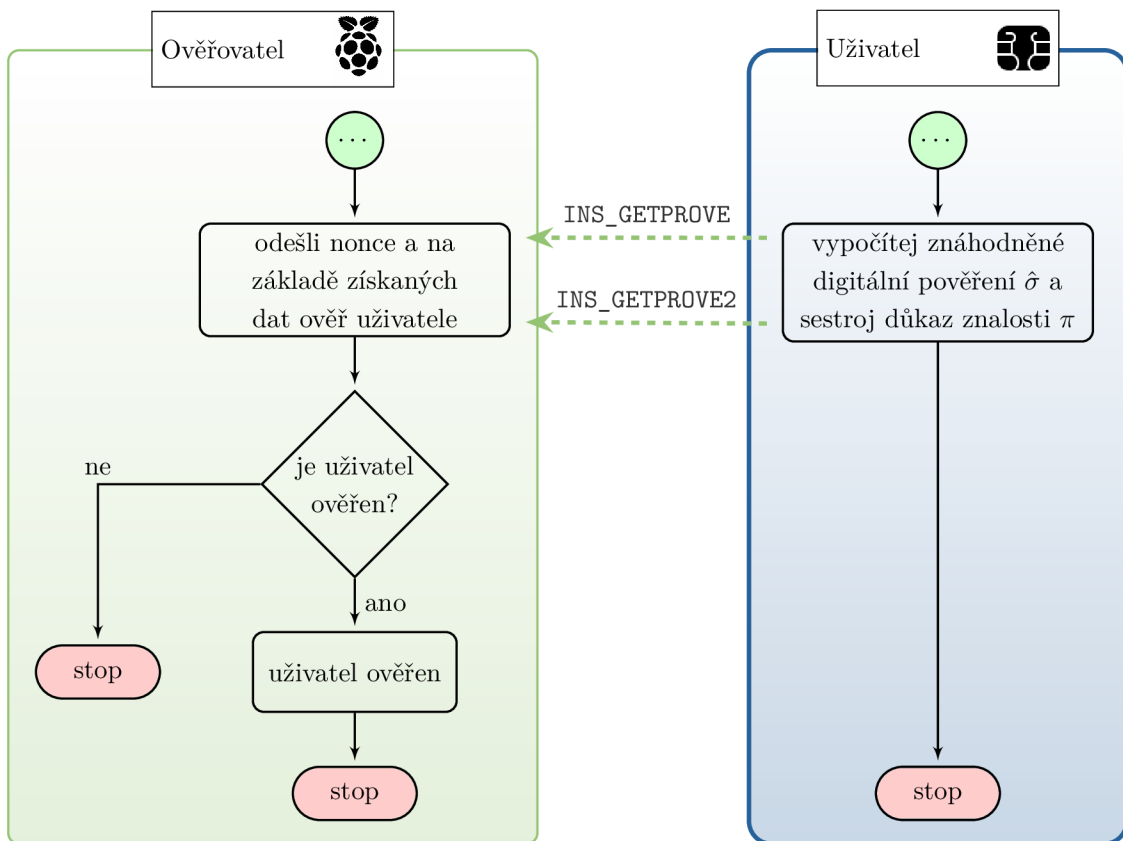 Ověřovatel
Uživatel
···
···
INS_GETPROVE
odešli nonce a na
základě získaných
dat ověř uživatele
vypočítej znáhodněné
digitální pověření σ̂ a
sestroj důkaz znalosti π
INS_GETPROVE2
je uživatel
ověřen?
ne
ano
uživatel ověřen
stop
stop
stop